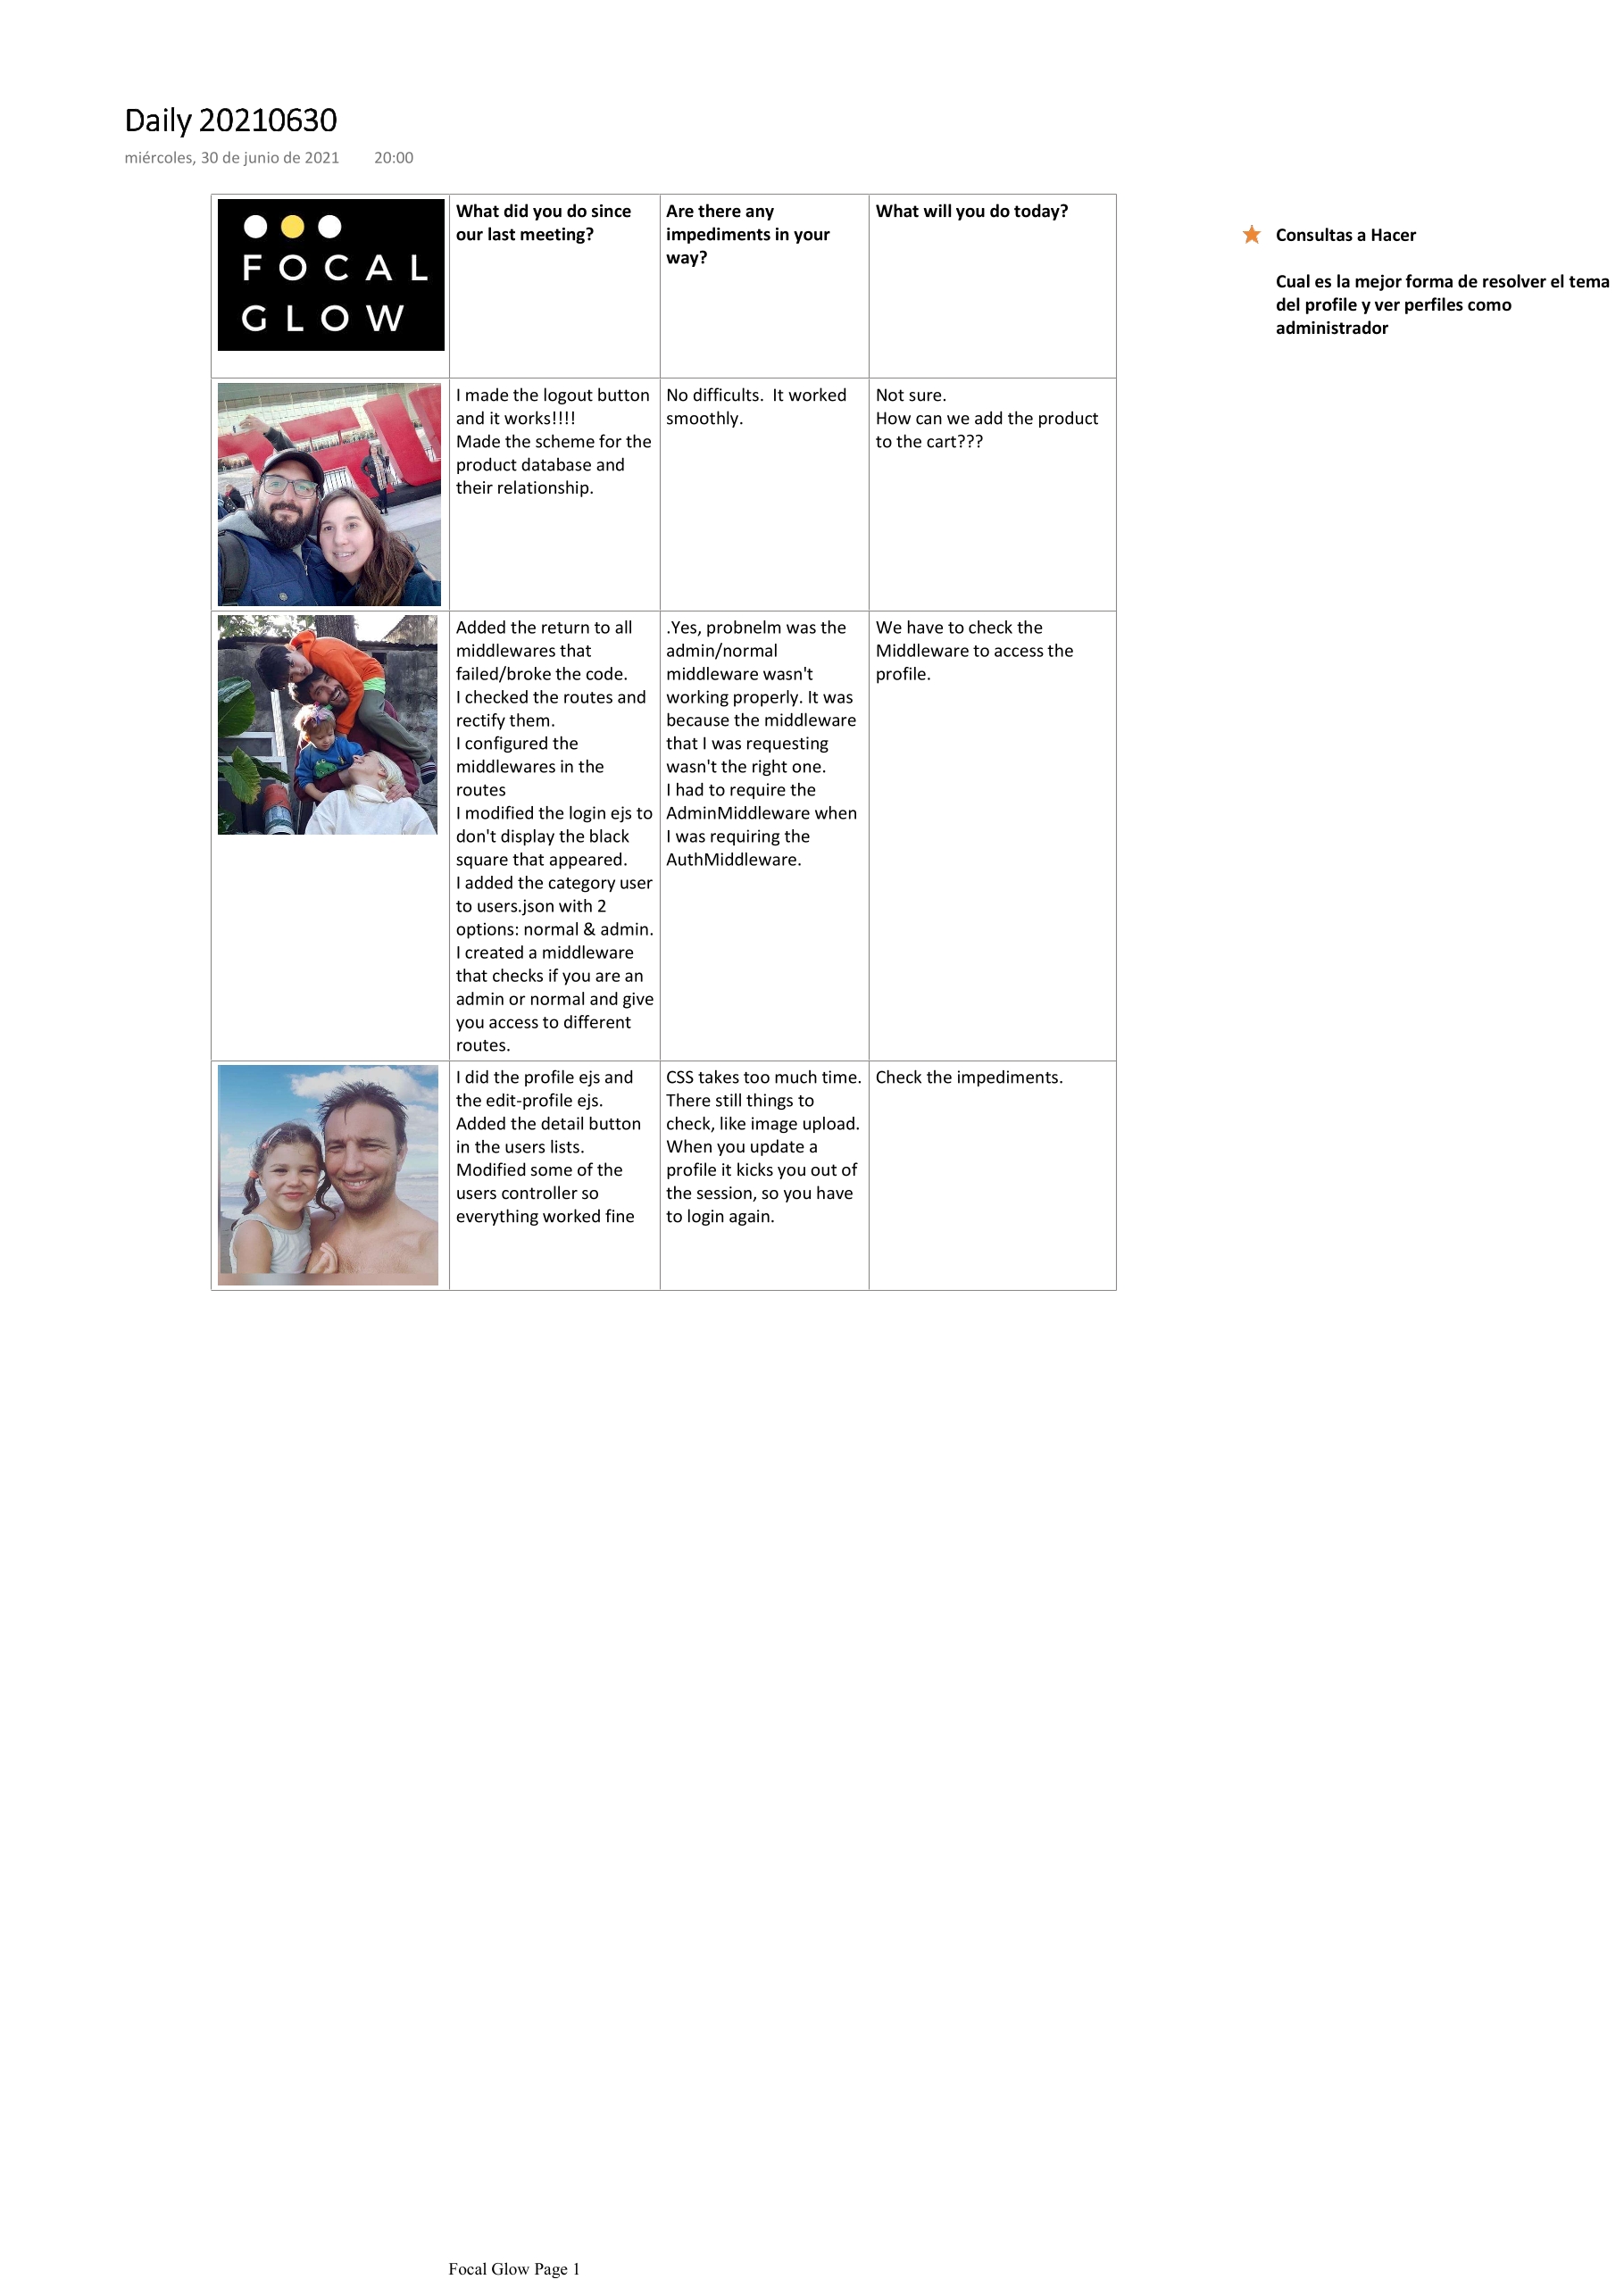 Daily 20210630
miércoles, 30 de junio de 2021 20:00
FOCAL
GLOW
What did you do since
our last meeting?
Are there any
impediments in your
way?
What will you do today?
Consultas a Hacer
Cual es la mejor forma de resolver el tema
del profile y ver perfiles como
administrador
I made the logout button
and it works!!!!
Made the scheme for the
product database and
their relationship.
No difficults.  It worked
smoothly.
Not sure.
How can we add the product
to the cart???
Added the return to all
middlewares that
failed/broke the code.
I checked the routes and
rectify them.
I configured the
middlewares in the
routes
I modified the login ejs to
don't display the black
square that appeared.
I added the category user
to users.json with 2
options: normal & admin.
I created a middleware
that checks if you are an
admin or normal and give
you access to different
routes.
.Yes, probnelm was the
admin/normal
middleware wasn't
working properly. It was
because the middleware
that I was requesting
wasn't the right one.
I had to require the
AdminMiddleware when
I was requiring the
AuthMiddleware.
We have to check the
Middleware to access the
profile.
I did the profile ejs and
the edit-profile ejs.
Added the detail button
in the users lists.
Modified some of the
users controller so
everything worked fine
CSS takes too much time.
There still things to
check, like image upload.
When you update a
profile it kicks you out of
the session, so you have
to login again.
Check the impediments.
Focal Glow Page 1